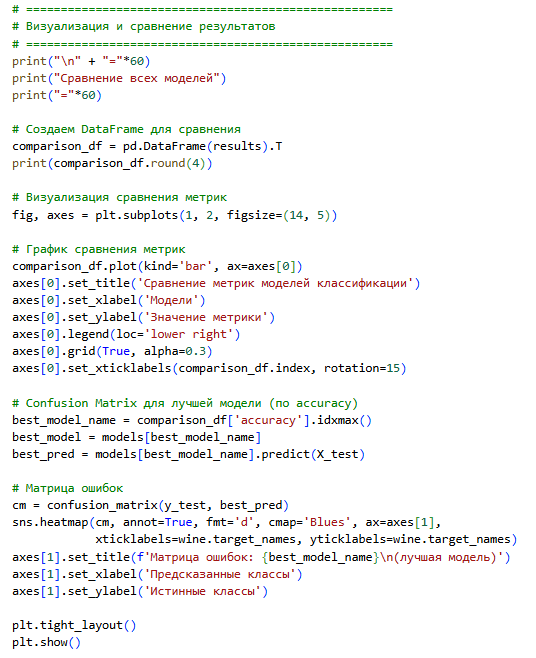 # ========================================================
# Визуализация и сравнение результатов
# ========================================================
print("\n" + "="*60)
print("Сравнение всех моделей")
print("="*60)
# Создаем DataFrame для сравнения
comparison_df = pd.DataFrame(results).T
print(comparison_df.round(4))
# Визуализация сравнения метрик
fig, axes = plt.subplots(1, 2, figsize=(14, 5))
# График сравнения метрик
comparison_df.plot(kind='bar', ax=axes[0])
axes[0].set_title('Сравнение метрик моделей классификации')
axes[0].set_xlabel('Модели')
axes[0].set_ylabel('Значение метрики')
axes[0].legend(loc='lower right')
axes[0].grid(True, alpha=0.3)
axes[0].set_xticklabels(comparison_df.index, rotation=15)
# Confusion Matrix для лучшей модели (по accuracy)
best_model_name = comparison_df['accuracy'].idxmax()
best_model = models[best_model_name]
best_pred = models[best_model_name].predict(X_test)
# Матрица ошибок
cm = confusion_matrix(y_test, best_pred)
sns.heatmap(cm, annot=True, fmt='d', cmap='Blues', ax=axes[1],
xticklabels=wine.target_names, yticklabels=wine.target_names)
axes[1].set_title(f'Матрица ошибок: {best_model_name}\n(лучшая модель)')
axes[1].set_xlabel('Предсказанные классы')
axes[1].set_ylabel('Истинные классы')
plt.tight_layout()
plt.show()